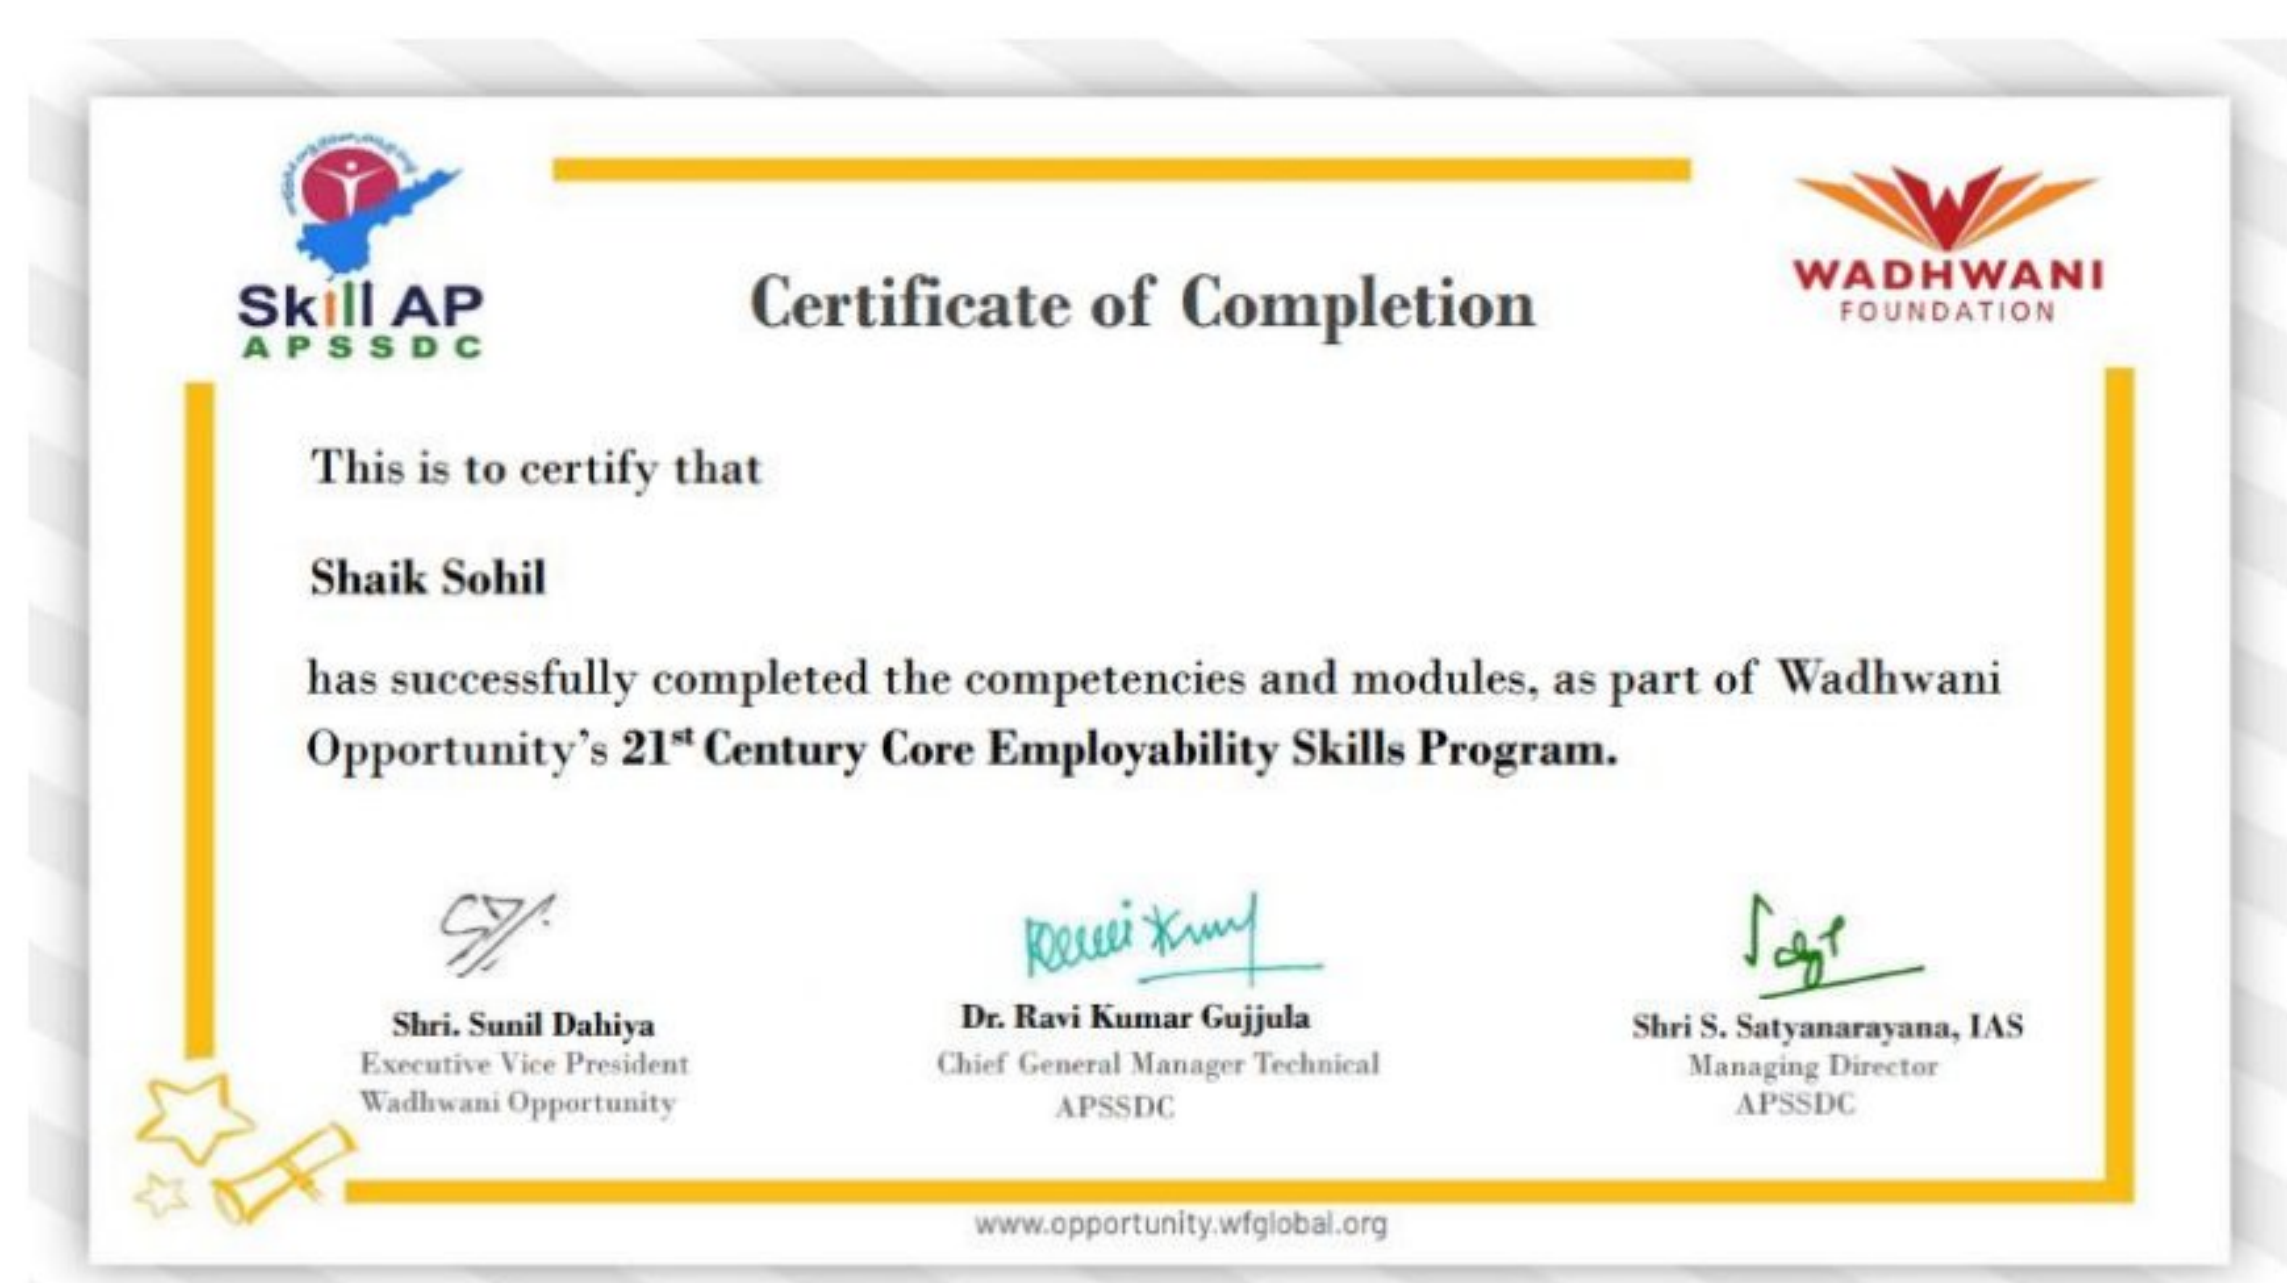 Skill AP
APSSDC
WADHWANI
FOUNDATION
Certificate of Completion
This is to certify that
Shaik Sohil
has successfully completed the competencies and modules, as part of Wadhwani
Opportunity's 21st Century Core Employability Skills Program.
Shri. Sunil Dahiya
Executive Vice President
Wadhwani Opportunity
Ravi Kumar
Dr. Ravi Kumar Gujjula
Chief General Manager Technical
APSSDC
Shri S. Satyanarayana, IAS
Managing Director
APSSDC
www.opportunity.wfglobal.org